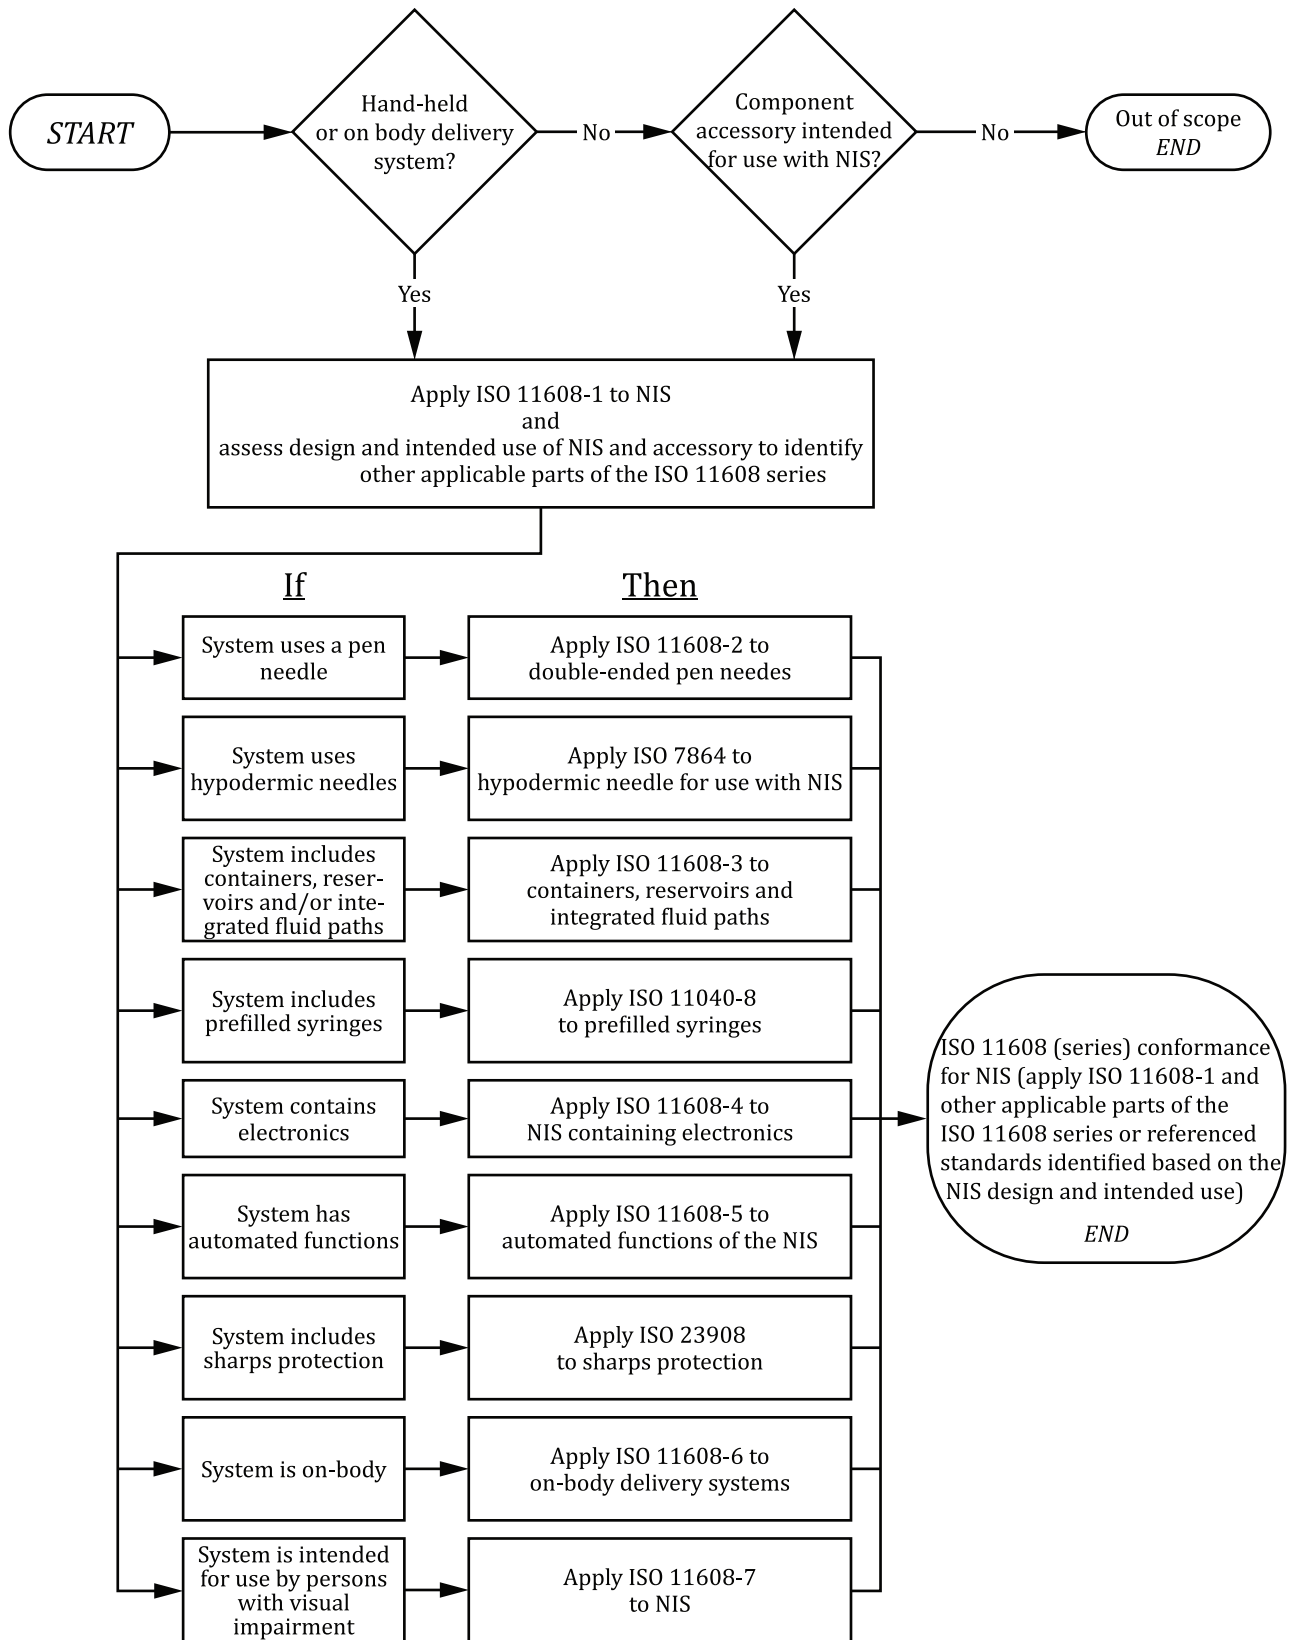 START
Hand-held
or on body delivery
system?
No
Component
accessory intended
for use with NIS?
No
Out of scope
END
Yes
Yes
Apply ISO 11608-1 to NIS
and
assess design and intended use of NIS and accessory to identify
other applicable parts of the ISO 11608 series
If
Then
System uses a pen
needle
Apply ISO 11608-2 to
double-ended pen needes
System uses
hypodermic needles
Apply ISO 7864 to
hypodermic needle for use with NIS
System includes
containers, reser-
voirs and/or inte-
grated fluid paths
Apply ISO 11608-3 to
containers, reservoirs and
integrated fluid paths
System includes
prefilled syringes
Apply ISO 11040-8
to prefilled syringes
System contains
electronics
Apply ISO 11608-4 to
NIS containing electronics
System has
automated functions
Apply ISO 11608-5 to
automated functions of the NIS
System includes
sharps protection
Apply ISO 23908
to sharps protection
System is on-body
Apply ISO 11608-6 to
on-body delivery systems
System is intended
for use by persons
with visual
impairment
Apply ISO 11608-7
to NIS
ISO 11608 (series) conformance
for NIS (apply ISO 11608-1 and
other applicable parts of the
ISO 11608 series or referenced
standards identified based on the
NIS design and intended use)
END